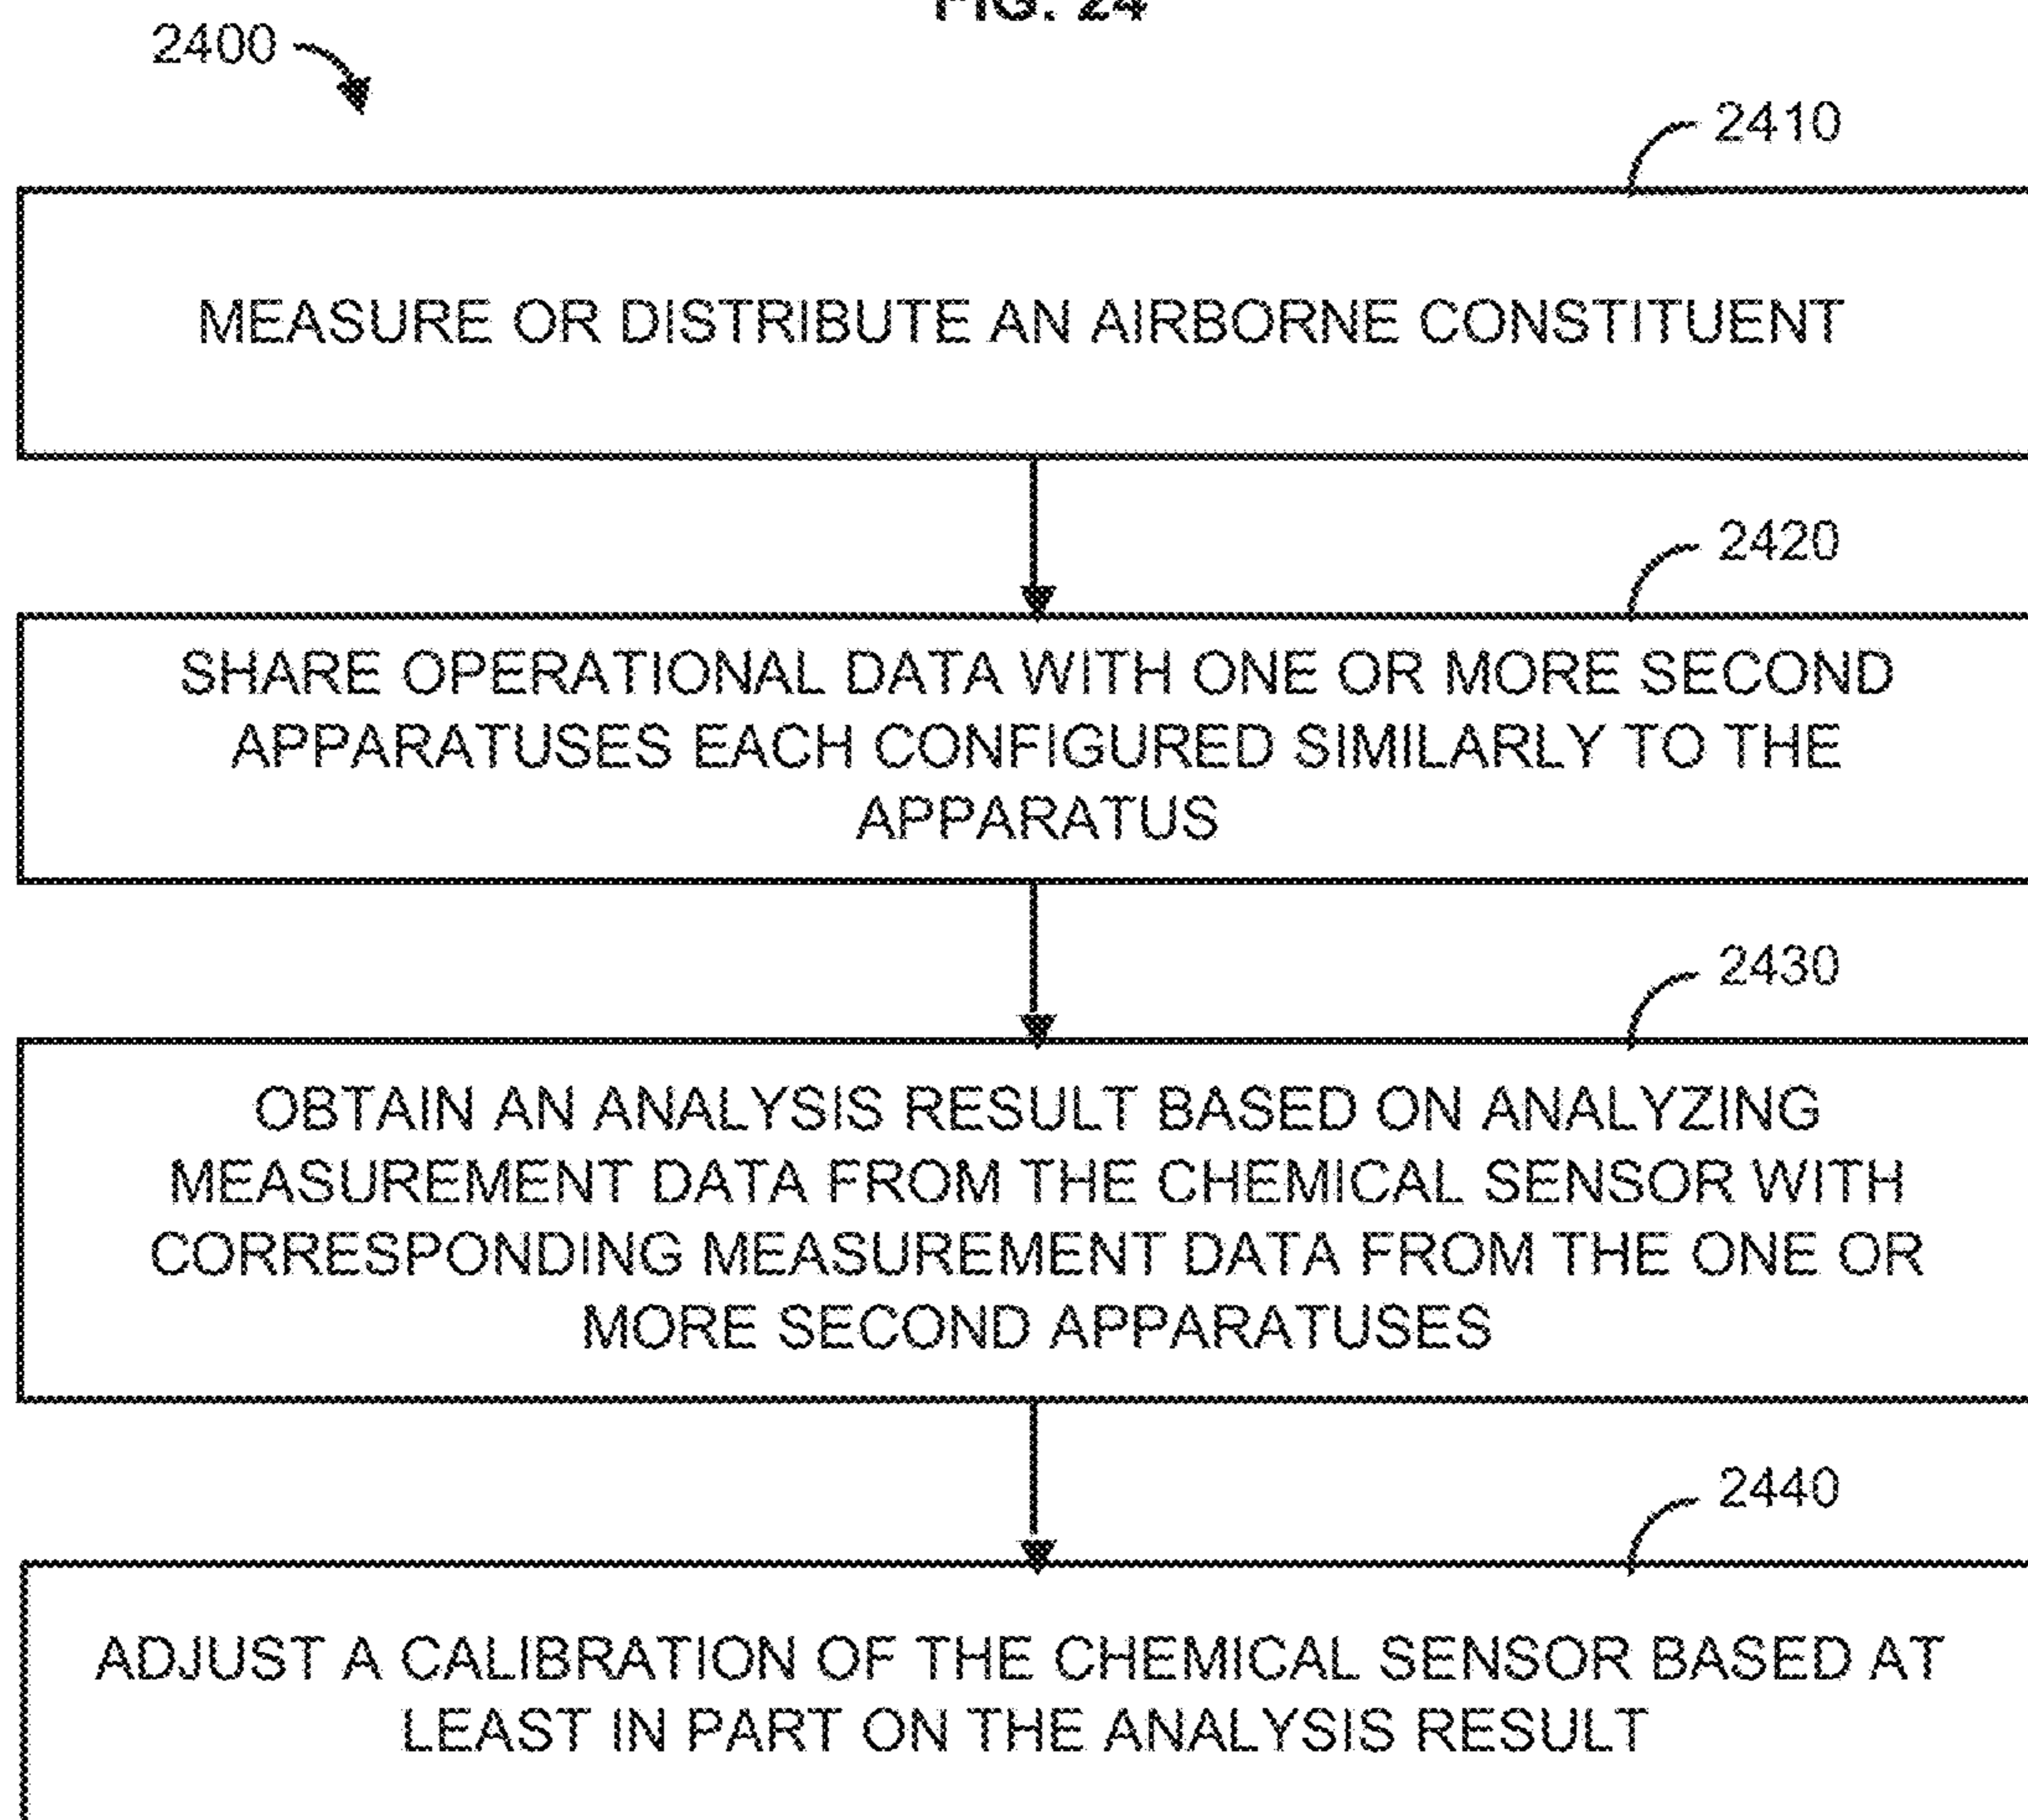 FIG. 24
2400
2410
MEASURE OR DISTRIBUTE AN AIRBORNE CONSTITUENT
2420
SHARE OPERATIONAL DATA WITH ONE OR MORE SECOND
APPARATUSES EACH CONFIGURED SIMILARLY TO THE
APPARATUS
2430
OBTAIN AN ANALYSIS RESULT BASED ON ANALYZING
MEASUREMENT DATA FROM THE CHEMICAL SENSOR WITH
CORRESPONDING MEASUREMENT DATA FROM THE ONE OR
MORE SECOND APPARATUSES
2440
ADJUST A CALIBRATION OF THE CHEMICAL SENSOR BASED AT
LEAST IN PART ON THE ANALYSIS RESULT